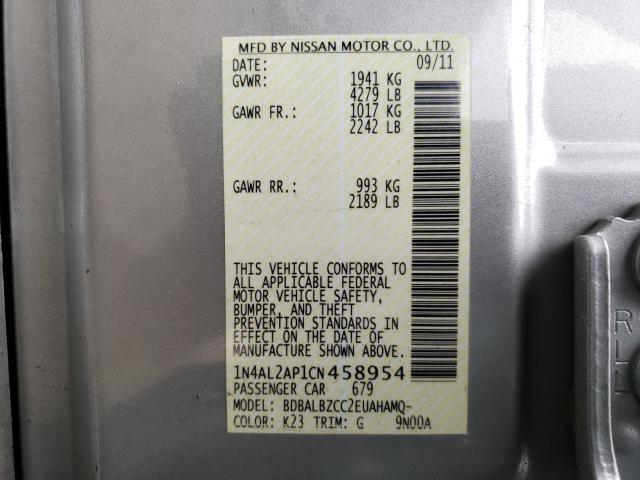 MFD BY NISSAN MOTOR CO., LTD.
DATE: 09/11
GVWR: 1941 KG
4279 LB
GAWR FR.: 1017 KG
2242 LB
GAWR RR.: 993 KG
2189 LB
THIS VEHICLE CONFORMS TO
ALL APPLICABLE FEDERAL
MOTOR VEHICLE SAFETY,
BUMPER, AND THEFT
PREVENTION STANDARDS IN
EFFECT ON THE DATE OF
MANUFACTURE SHOWN ABOVE.
1N4AL2AP1CN458954
PASSENGER CAR 679
MODEL: BDBALBZCC2EUAHAMQ-
COLOR: K23 TRIM: G 9N00A
R
L